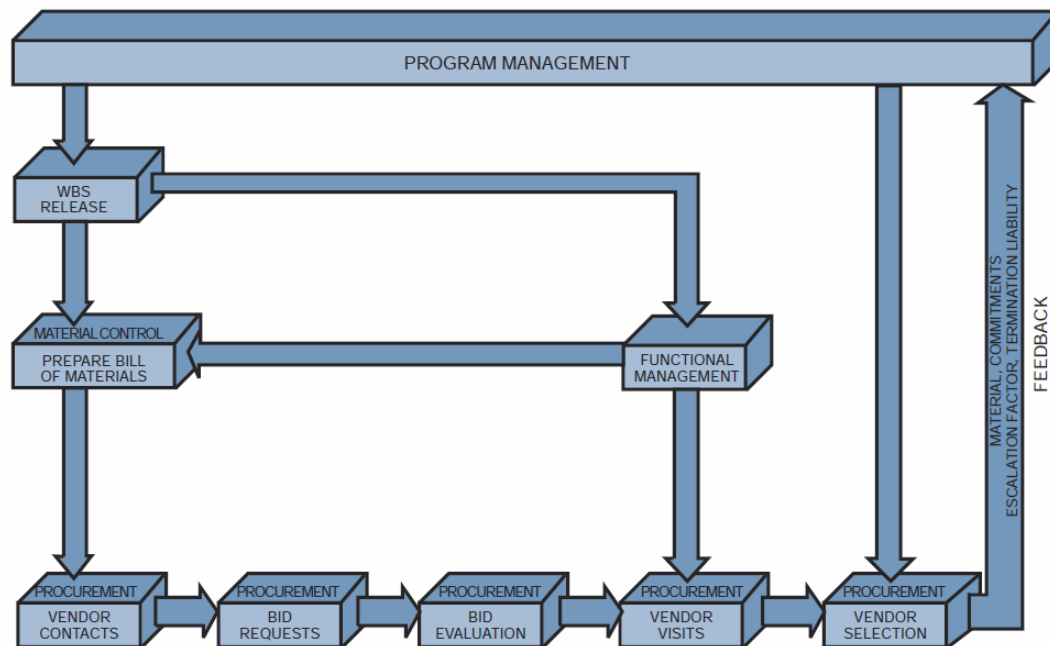 PROGRAM MANAGEMENT
WBS
RELEASE
MATERIAL CONTROL
PREPARE BILL
OF MATERIALS
FUNCTIONAL
MANAGEMENT
MATERIAL, COMMITMENTS
ESCALATION FACTOR, TERMINATION LIABILITY
FEEDBACK
PROCUREMENT
VENDOR
CONTACTS
PROCUREMENT
BID
REQUESTS
PROCUREMENT
BID
EVALUATION
PROCUREMENT
VENDOR
VISITS
PROCUREMENT
VENDOR
SELECTION